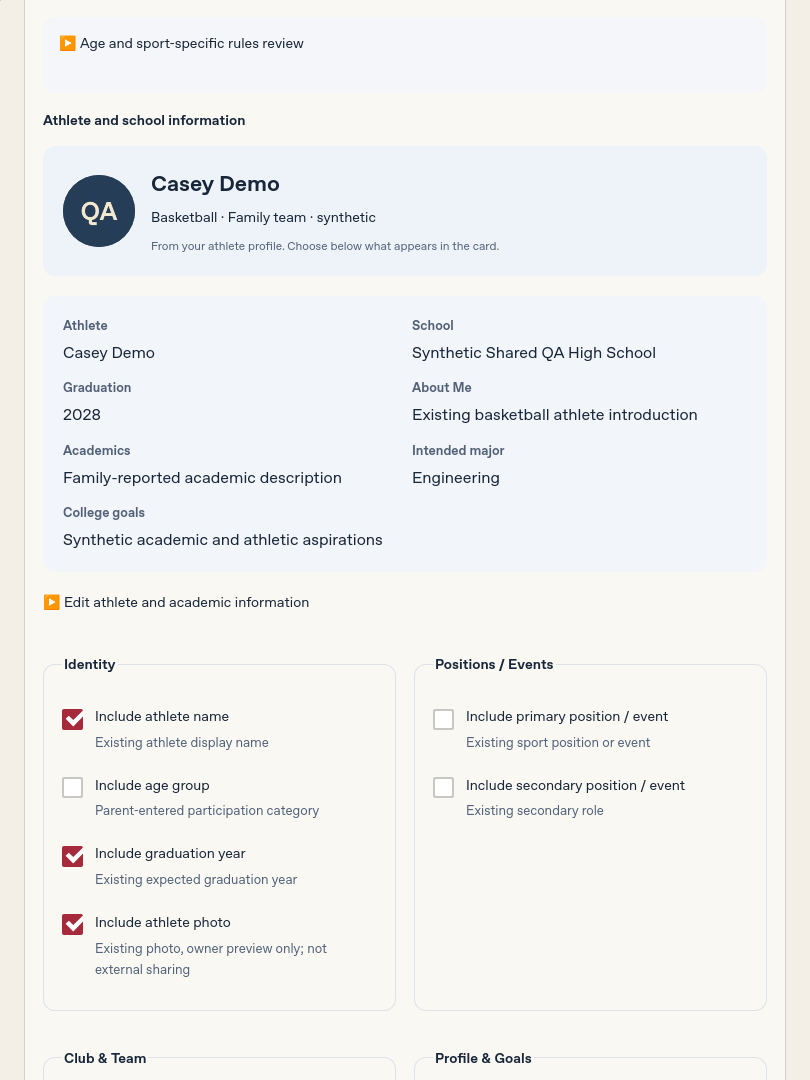 ▶️ Age and sport-specific rules review
Athlete and school information
QA
Casey Demo
Basketball · Family team · synthetic
From your athlete profile. Choose below what appears in the card.
Athlete
Casey Demo
School
Synthetic Shared QA High School
Graduation
2028
About Me
Existing basketball athlete introduction
Academics
Family-reported academic description
Intended major
Engineering
College goals
Synthetic academic and athletic aspirations
▶️ Edit athlete and academic information
Identity
Include athlete name
Existing athlete display name
Include age group
Parent-entered participation category
Include graduation year
Existing expected graduation year
Include athlete photo
Existing photo, owner preview only; not
external sharing
Positions / Events
Include primary position / event
Existing sport position or event
Include secondary position / event
Existing secondary role
Club & Team
Profile & Goals